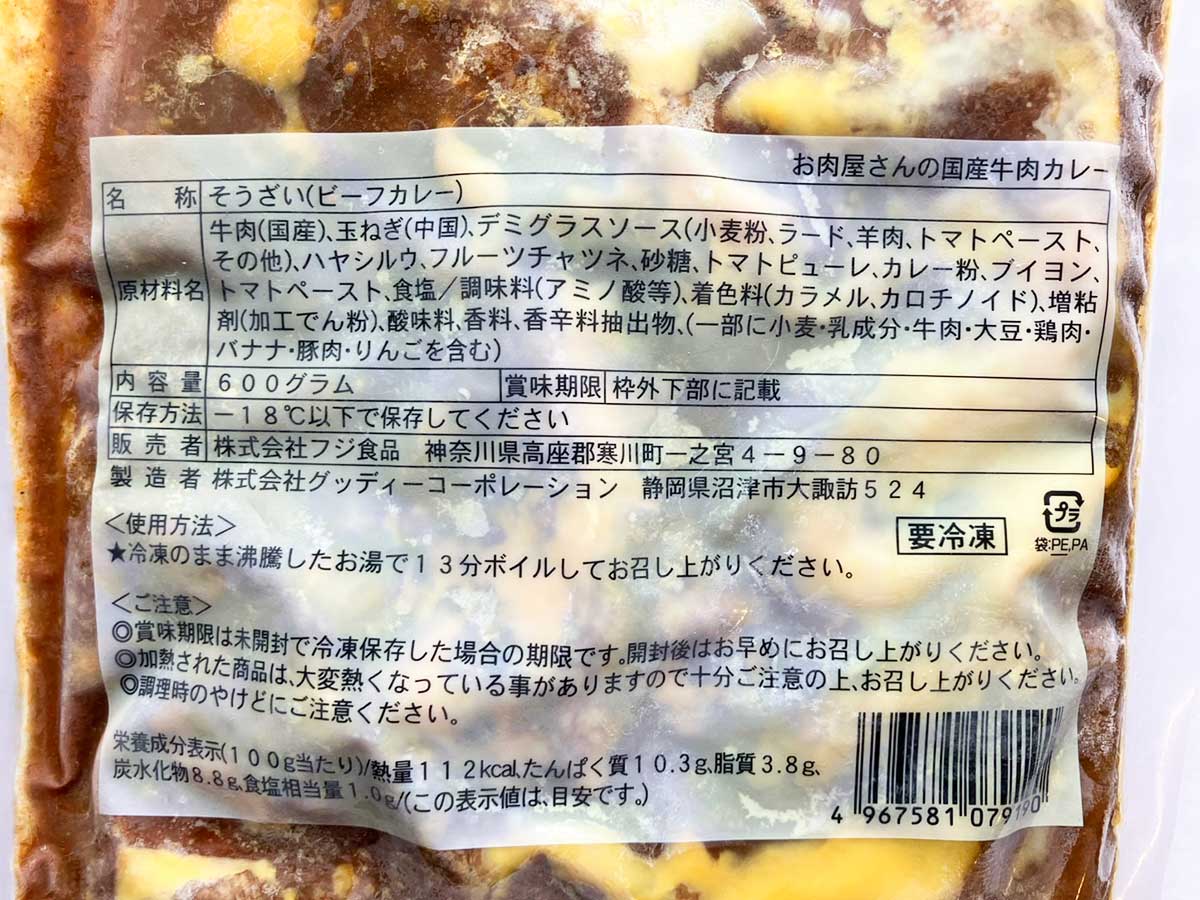 お肉屋さんの国産牛肉カレー
名 称 そうざい(ビーフカレー)
原材料名 牛肉(国産)、玉ねぎ(中国)、デミグラスソース(小麦粉、ラード、羊肉、トマトペースト、
その他)、ハヤシルウ、フルーツチャツネ、砂糖、トマトピューレ、カレー粉、ブイヨン、
トマトペースト、食塩／調味料(アミノ酸等)、着色料(カラメル、カロチノイド)、増粘
剤(加工でん粉)、酸味料、香料、香辛料抽出物、(一部に小麦・乳成分・牛肉・大豆・鶏肉・
バナナ・豚肉・りんごを含む)
内容量 600グラム 賞味期限 枠外下部に記載
保存方法 －18℃以下で保存してください
販売者 株式会社フジ食品 神奈川県高座郡寒川町一之宮4－9－80
製造者 株式会社グッディーコーポレーション 静岡県沼津市大諏訪524
＜使用方法＞
★冷凍のまま沸騰したお湯で13分ボイルしてお召し上がりください。
要冷凍
プラ
袋:PE,PA
＜ご注意＞
◎賞味期限は未開封で冷凍保存した場合の期限です。開封後はお早めにお召し上がりください。
◎加熱された商品は、大変熱くなっている事がありますので十分ご注意の上、お召し上がりください。
◎調理時のやけどにご注意ください。
栄養成分表示(100g当たり)/熱量112kcal、たんぱく質10.3g、脂質3.8g、
炭水化物8.8g、食塩相当量1.0g/(この表示値は、目安です。)
4 967581 079190